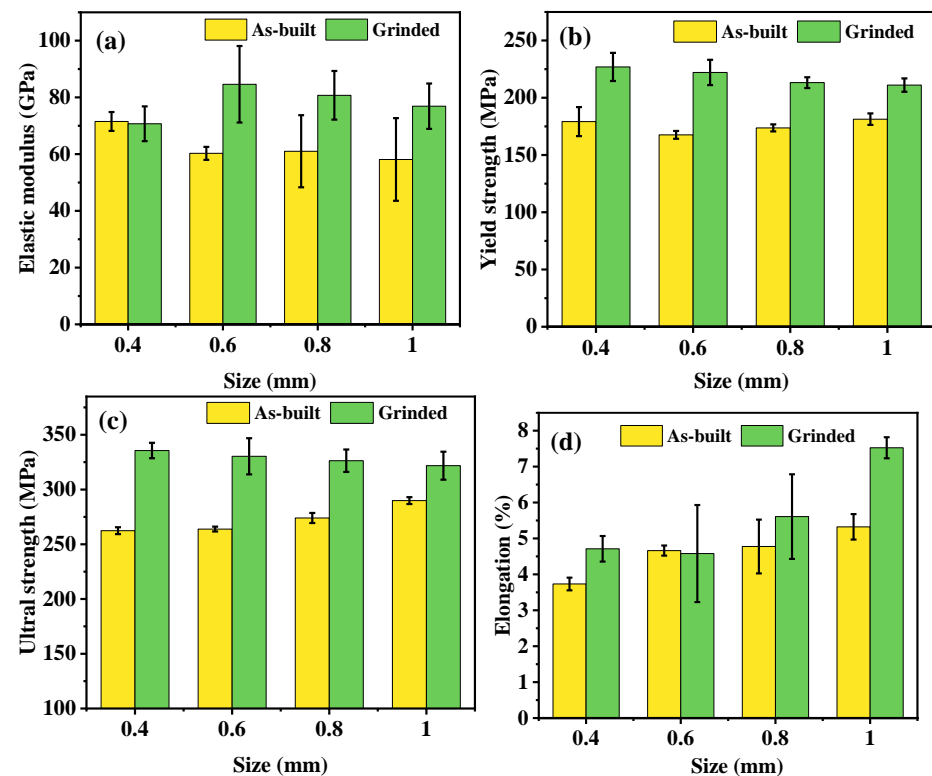 (a)
As-built
Grinded
Elastic modulus (GPa)
100
80
60
40
20
0
0.4
0.6
0.8
1
Size (mm)
(b)
As-built
Grinded
Yield strength (MPa)
250
200
150
100
50
0
0.4
0.6
0.8
1
Size (mm)
(c)
As-built
Grinded
Ultral strength (MPa)
350
300
250
200
150
100
0.4
0.6
0.8
1
Size (mm)
(d)
As-built
Grinded
Elongation (%)
8
7
6
5
4
3
2
1
0
0.4
0.6
0.8
1
Size (mm)